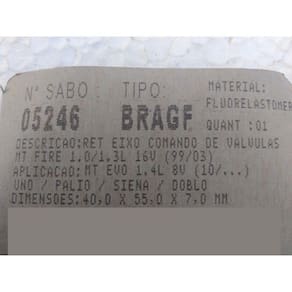 Nº SABO: TIPO: MATERIAL:
05246 BRAGF FLUORELASTOMER
QUANT :01
DESCRICAO:RET EIXO COMANDO DE VALVULAS
MT FIRE 1.0/1.3L 16V (99/03)
APLICACAO: MT EVO 1.4L 8V (10/...)
UNO / PALIO / SIENA / DOBLO
DIMENSOES: 40,0 X 55,0 X 7,0 MM